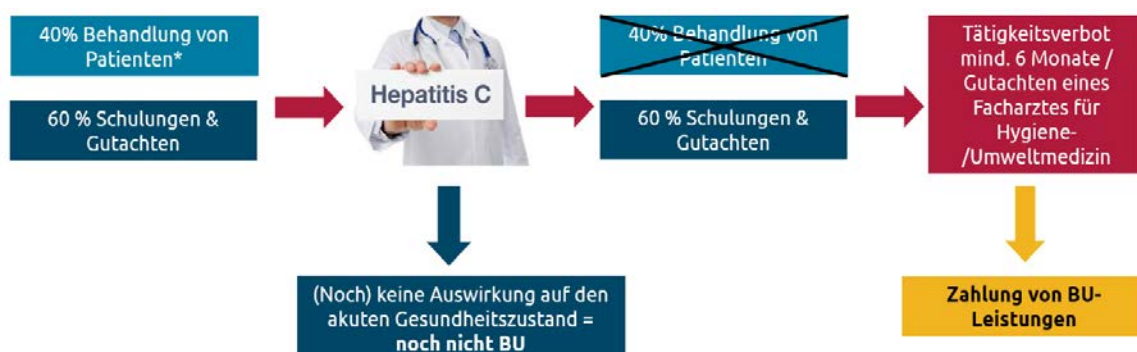 40% Behandlung von
Patienten*
60 % Schulungen &
Gutachten
Hepatitis C
40% Behandlung von
Patienten
60 % Schulungen &
Gutachten
Tätigkeitsverbot
mind. 6 Monate /
Gutachten eines
Facharztes für
Hygiene-
/Umweltmedizin
(Noch) keine Auswirkung auf den
akuten Gesundheitszustand =
noch nicht BU
Zahlung von BU-
Leistungen